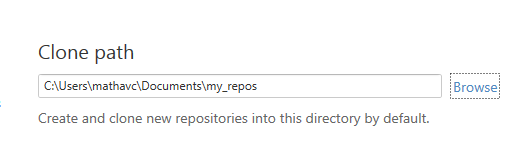 Clone path
C:\Users\mathavc\Documents\my_repos
Browse
Create and clone new repositories into this directory by default.